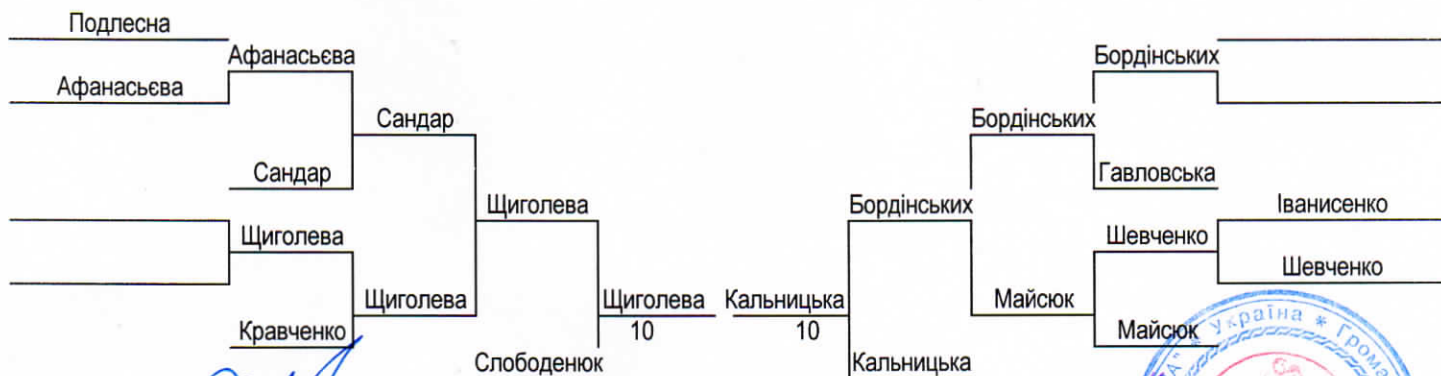 Подлесна
Афанасьєва
Афанасьєва
Сандар
Сандар
Щиголева
Щиголева
Щиголева
Кравченко
Слободенюк
Щиголева
10
Бордінських
Бордінських
Гавловська
Бордінських
Іванисенко
Шевченко
Шевченко
Майсюк
Майсюк
Кальницька
10
Кальницька
Україна